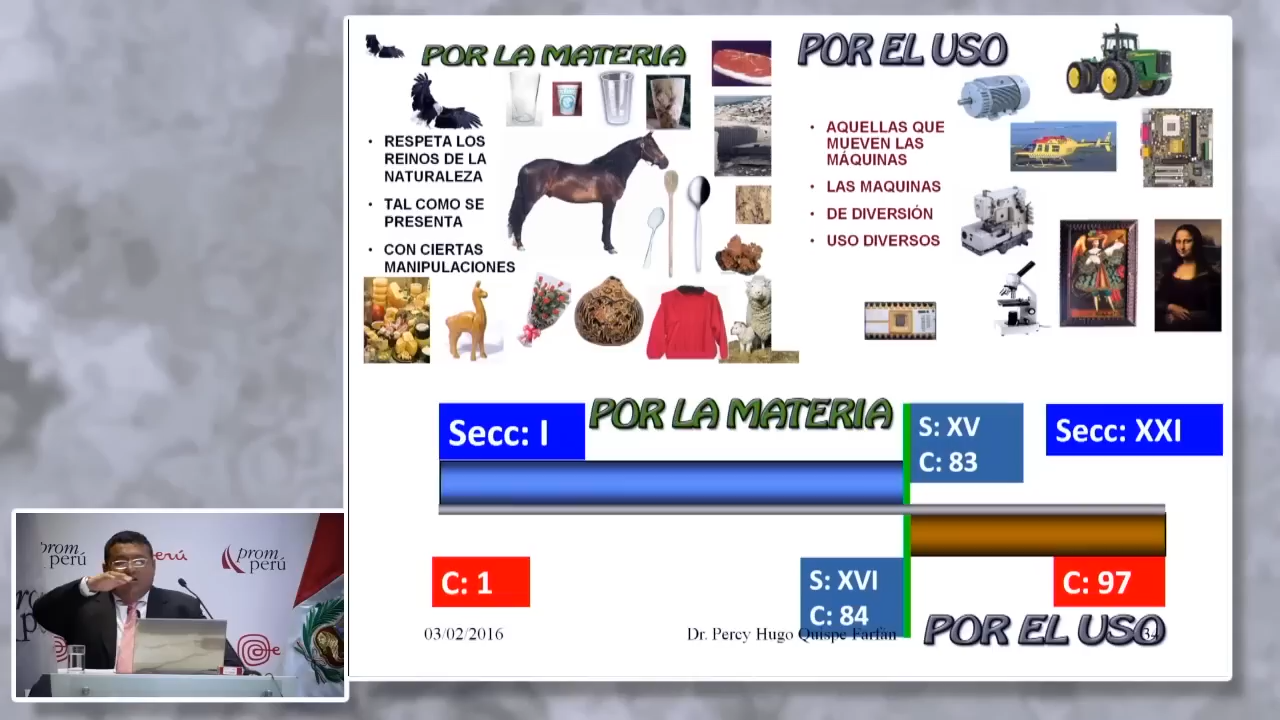 POR LA MATERIA
• RESPETA LOS
REINOS DE LA
NATURALEZA
• TAL COMO SE
PRESENTA
• CON CIERTAS
MANIPULACIONES
POR EL USO
• AQUELLAS QUE
MUEVEN LAS
MÁQUINAS
• LAS MAQUINAS
• DE DIVERSIÓN
• USO DIVERSOS
Secc: I
POR LA MATERIA
S: XV
C: 83
Secc: XXI
C: 1
S: XVI
C: 84
C: 97
POR EL USO
03/02/2016
Dr. Percy Hugo Quispe Farfán
34
prom
perú
perú
prom
perú